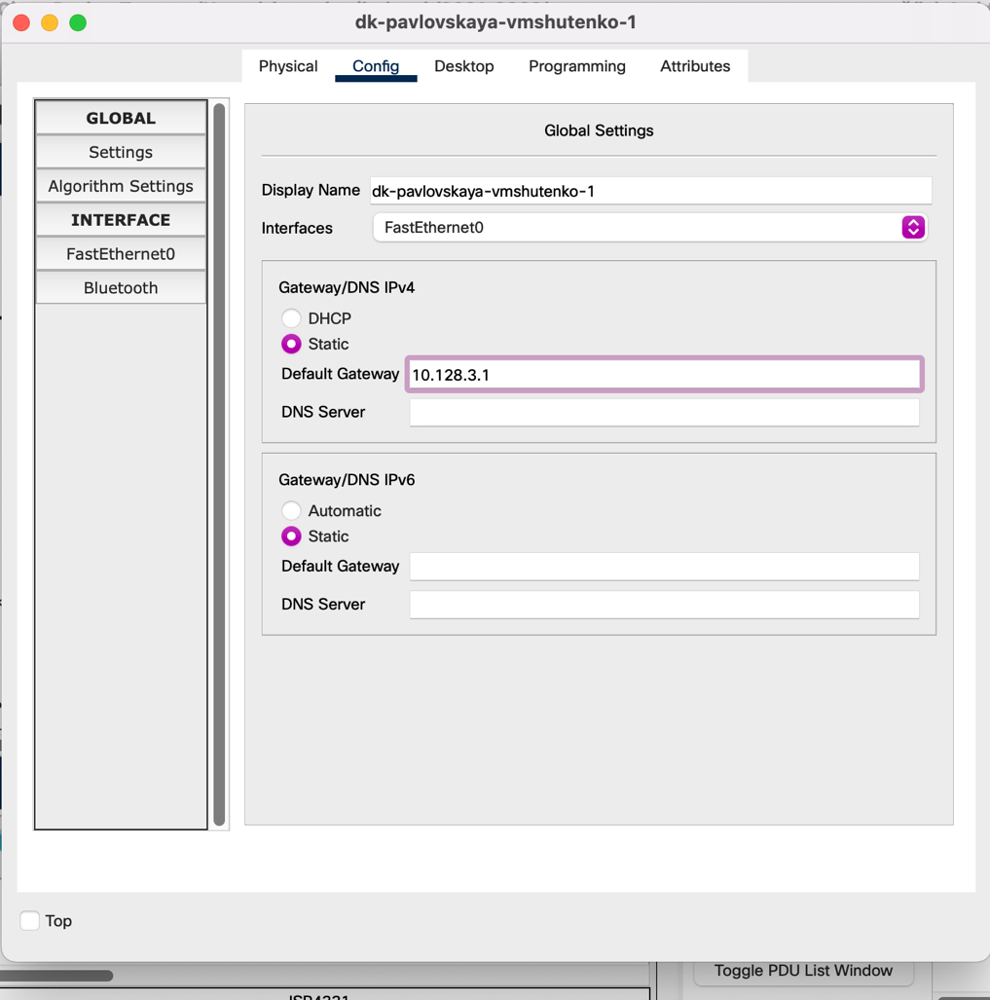 dk-pavlovskaya-vmshutenko-1
Physical Config Desktop Programming Attributes
GLOBAL
Settings
Algorithm Settings
INTERFACE
FastEthernet0
Bluetooth
Global Settings
Display Name dk-pavlovskaya-vmshutenko-1
Interfaces FastEthernet0
Gateway/DNS IPv4
DHCP
Static
Default Gateway 10.128.3.1
DNS Server
Gateway/DNS IPv6
Automatic
Static
Default Gateway
DNS Server
Top
Toggle PDU List Window